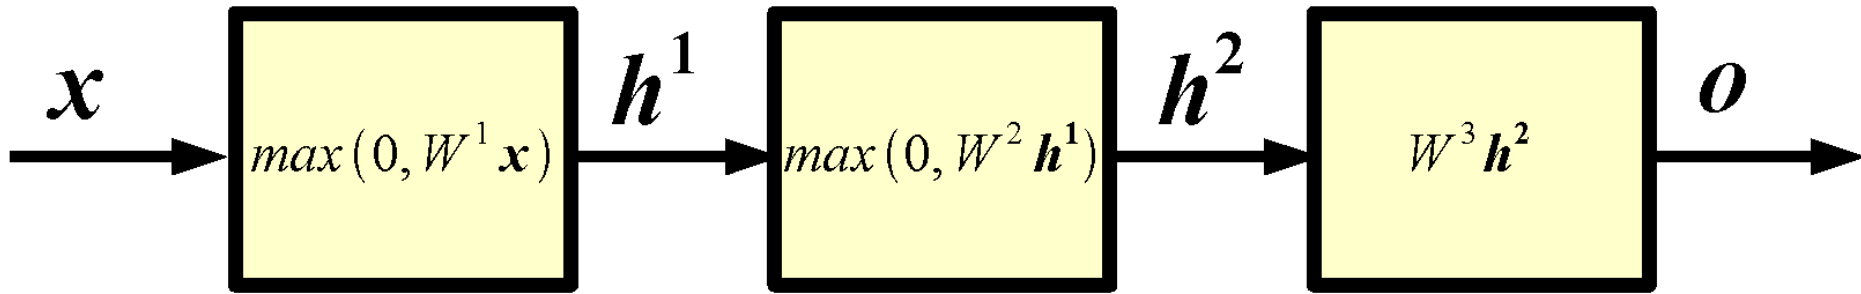 x
max(0, W¹ x)
h¹
max(0, W² h¹)
h²
W³ h²
o